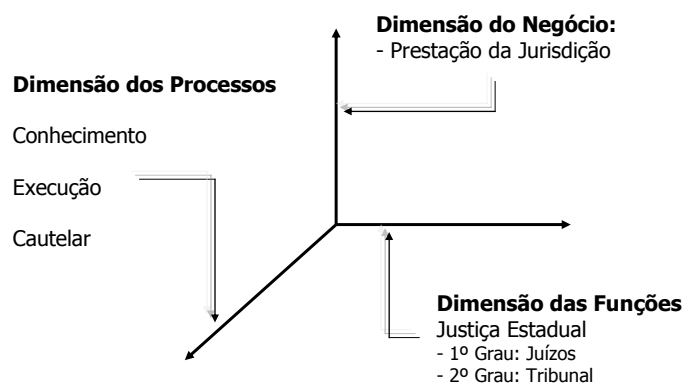 Dimensão do Negócio:
- Prestação da Jurisdição
Dimensão dos Processos
Conhecimento
Execução
Cautelar
Dimensão das Funções
Justiça Estadual
- 1º Grau: Juízos
- 2º Grau: Tribunal